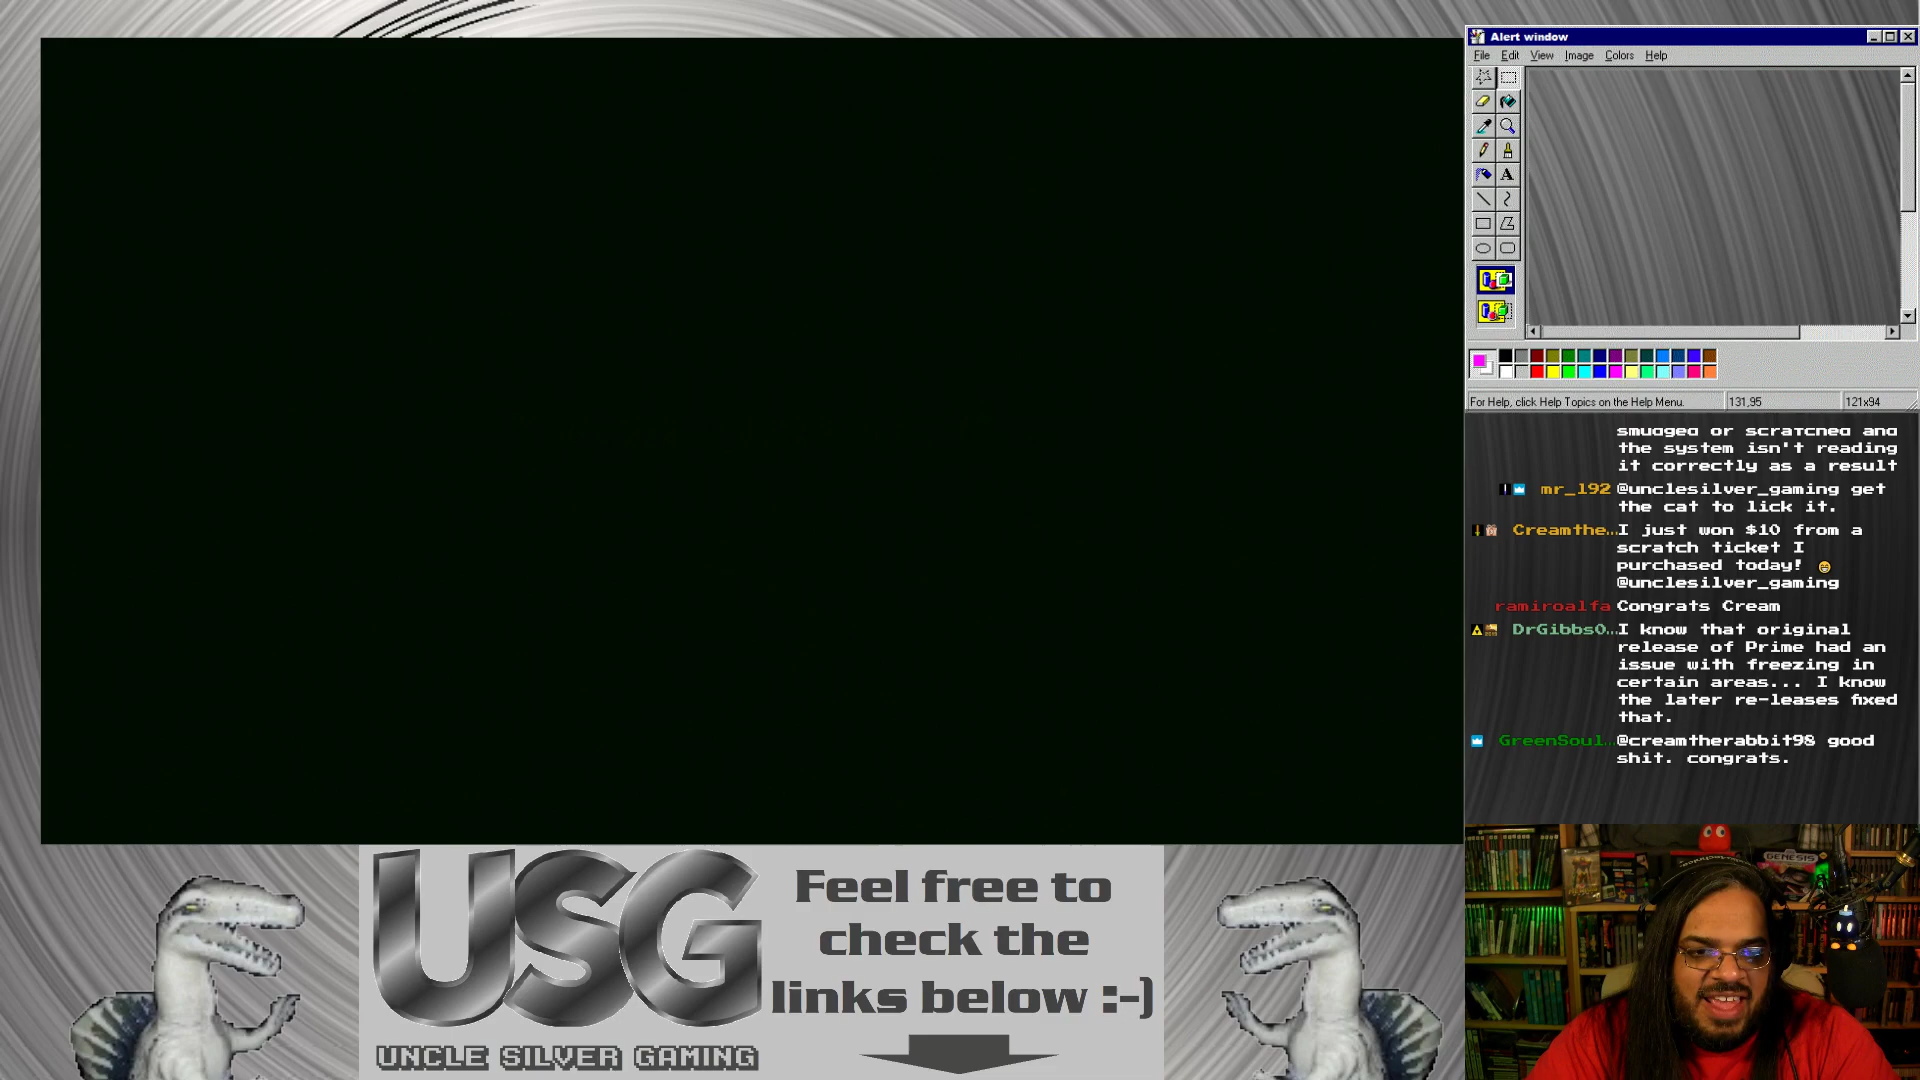 Alert window
File Edit View Image Colors Help
For Help, click Help Topics on the Help Menu. 131,95 121x94
smudged or scratched and
the system isn't reading
it correctly as a result
mr_192 @unclesilver_gaming get
the cat to lick it.
Creamthe... I just won $10 from a
scratch ticket I
purchased today! 😄
@unclesilver_gaming
ramiroalfa Congrats Cream
DrGibbs0... I know that original
release of Prime had an
issue with freezing in
certain areas... I know
the later re-leases fixed
that.
GreenSoul... @creamtherabbit98 good
shit. congrats.
GENESIS
USG
UNCLE SILVER GAMING
Feel free to
check the
links below :-)